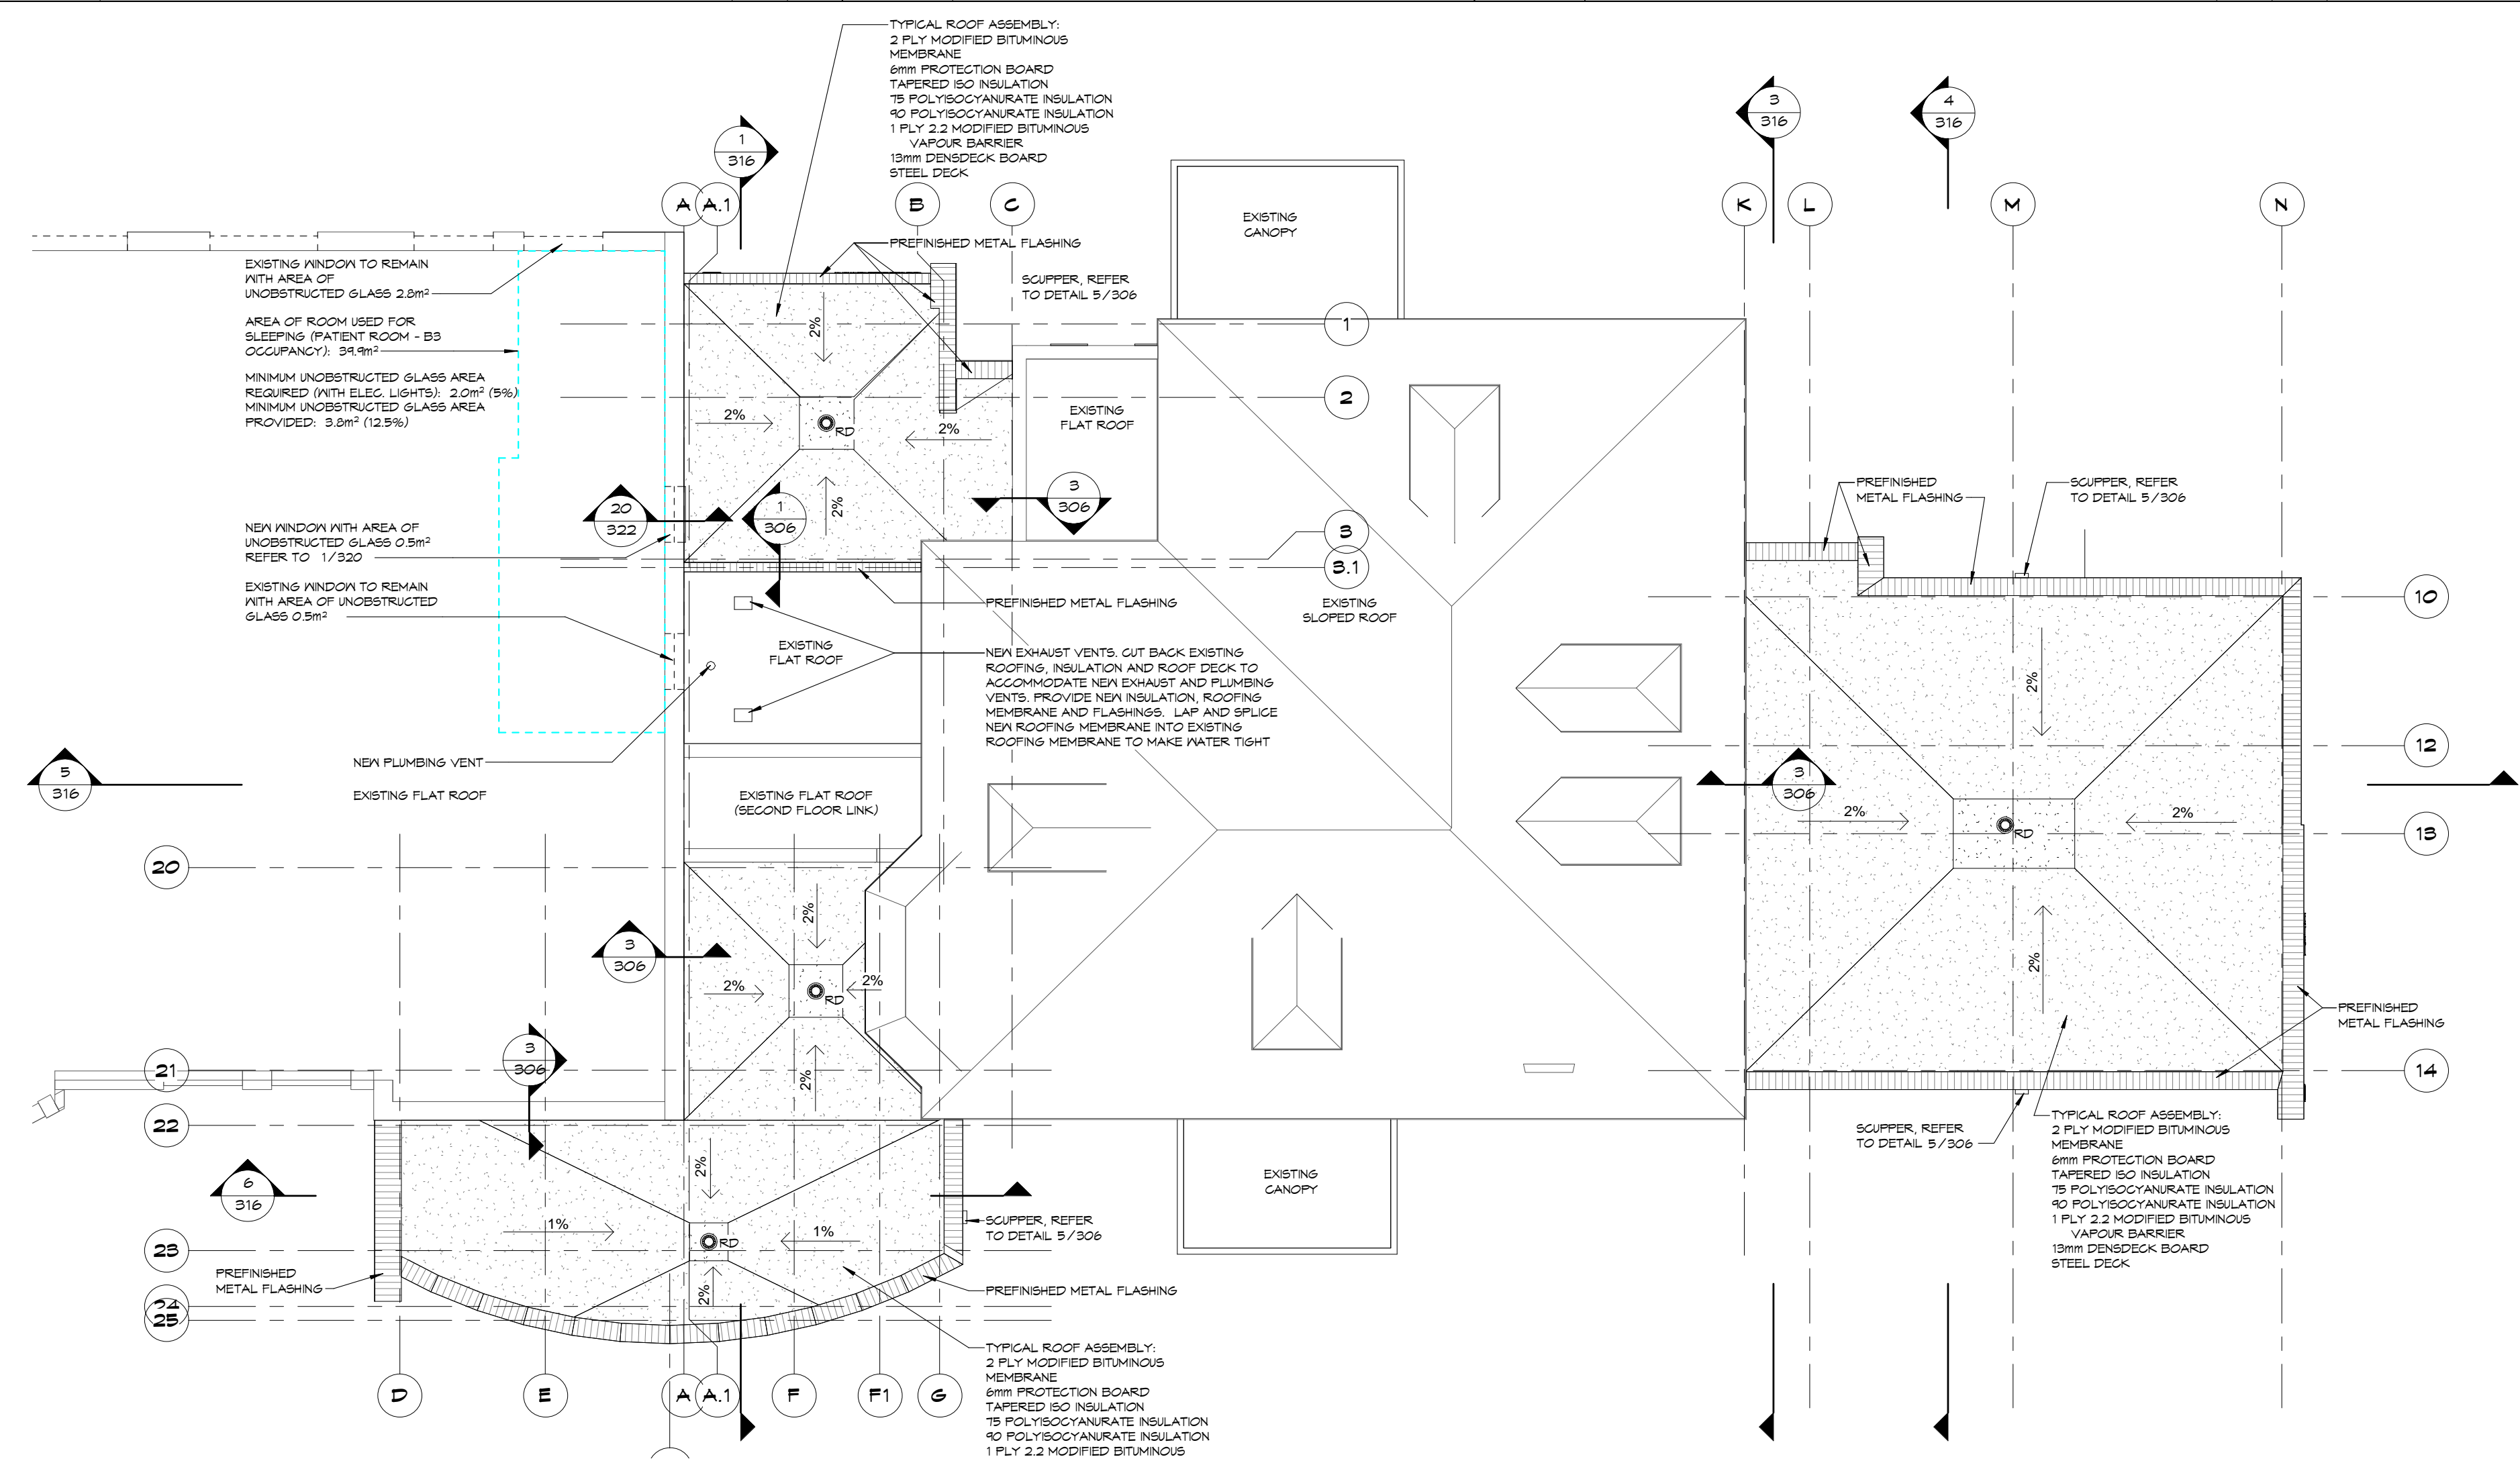 TYPICAL ROOF ASSEMBLY:
2 PLY MODIFIED BITUMINOUS
MEMBRANE
6mm PROTECTION BOARD
TAPERED ISO INSULATION
75 POLYISOCYANURATE INSULATION
90 POLYISOCYANURATE INSULATION
1 PLY 2.2 MODIFIED BITUMINOUS
VAPOUR BARRIER
13mm DENSDECK BOARD
STEEL DECK
1
316
3
316
4
316
A
A.1
B
C
K
L
M
N
EXISTING
CANOPY
PREFINISHED METAL FLASHING
SCUPPER, REFER
TO DETAIL 5/306
EXISTING WINDOW TO REMAIN
WITH AREA OF
UNOBSTRUCTED GLASS 2.8m²
AREA OF ROOM USED FOR
SLEEPING (PATIENT ROOM - B3
OCCUPANCY): 39.9m²
MINIMUM UNOBSTRUCTED GLASS AREA
REQUIRED (WITH ELEC. LIGHTS): 2.0m² (5%)
MINIMUM UNOBSTRUCTED GLASS AREA
PROVIDED: 3.8m² (12.5%)
2%
1
2
2%
RD
2%
EXISTING
FLAT ROOF
2%
20
322
1
306
3
306
3
3.1
NEW WINDOW WITH AREA OF
UNOBSTRUCTED GLASS 0.5m²
REFER TO 1/320
EXISTING WINDOW TO REMAIN
WITH AREA OF UNOBSTRUCTED
GLASS 0.5m²
PREFINISHED METAL FLASHING
EXISTING
SLOPED ROOF
EXISTING
FLAT ROOF
NEW EXHAUST VENTS. CUT BACK EXISTING
ROOFING, INSULATION AND ROOF DECK TO
ACCOMMODATE NEW EXHAUST AND PLUMBING
VENTS. PROVIDE NEW INSULATION, ROOFING
MEMBRANE AND FLASHINGS. LAP AND SPLICE
NEW ROOFING MEMBRANE INTO EXISTING
ROOFING MEMBRANE TO MAKE WATER TIGHT
PREFINISHED
METAL FLASHING
SCUPPER, REFER
TO DETAIL 5/306
10
2%
12
NEW PLUMBING VENT
5
316
EXISTING FLAT ROOF
EXISTING FLAT ROOF
(SECOND FLOOR LINK)
3
306
2%
RD
2%
13
20
2%
3
306
2%
RD
2%
2%
2%
PREFINISHED
METAL FLASHING
14
21
3
306
2%
22
6
316
2%
1%
RD
1%
23
2%
24
25
PREFINISHED
METAL FLASHING
SCUPPER, REFER
TO DETAIL 5/306
PREFINISHED METAL FLASHING
EXISTING
CANOPY
SCUPPER, REFER
TO DETAIL 5/306
TYPICAL ROOF ASSEMBLY:
2 PLY MODIFIED BITUMINOUS
MEMBRANE
6mm PROTECTION BOARD
TAPERED ISO INSULATION
75 POLYISOCYANURATE INSULATION
90 POLYISOCYANURATE INSULATION
1 PLY 2.2 MODIFIED BITUMINOUS
VAPOUR BARRIER
13mm DENSDECK BOARD
STEEL DECK
D
E
A
A.1
F
F1
G
TYPICAL ROOF ASSEMBLY:
2 PLY MODIFIED BITUMINOUS
MEMBRANE
6mm PROTECTION BOARD
TAPERED ISO INSULATION
75 POLYISOCYANURATE INSULATION
90 POLYISOCYANURATE INSULATION
1 PLY 2.2 MODIFIED BITUMINOUS